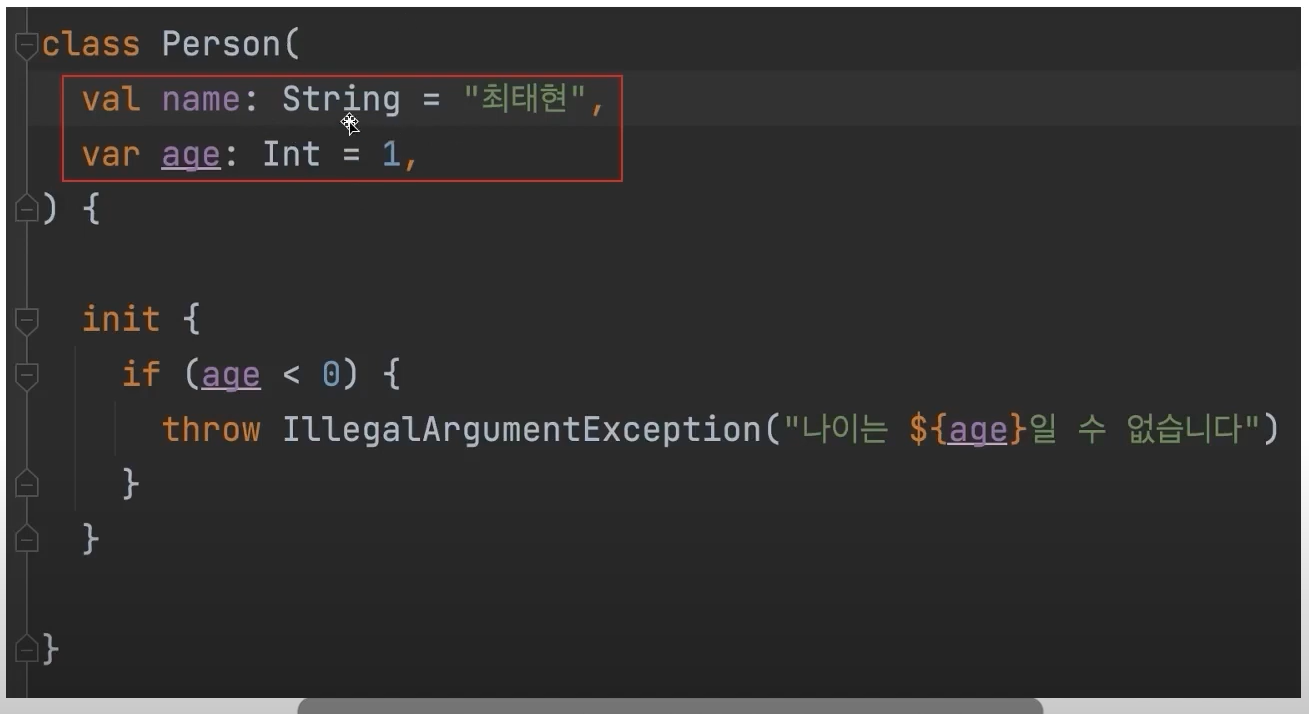 class Person(
val name: String = "최태현",
var age: Int = 1,
) {
init {
if (age < 0) {
throw IllegalArgumentException("나이는 ${age}일 수 없습니다")
}
}
}